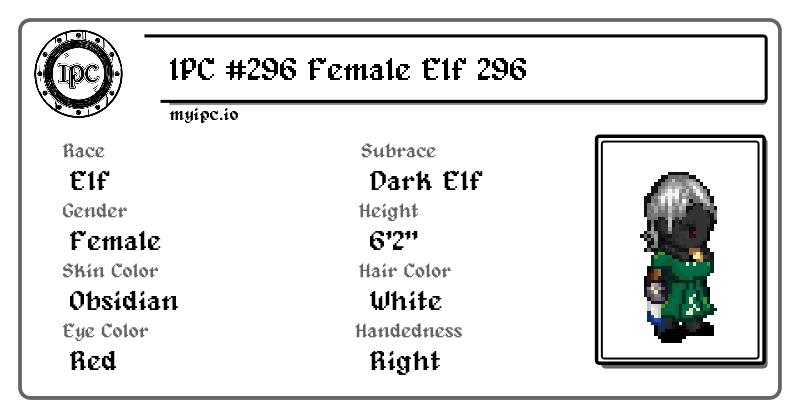 IPC
IPC #296 Female Elf 296
myipc.io
Race
Elf
Subrace
Dark Elf
Gender
Female
Height
6'2"
Skin Color
Obsidian
Hair Color
White
Eye Color
Red
Handedness
Right